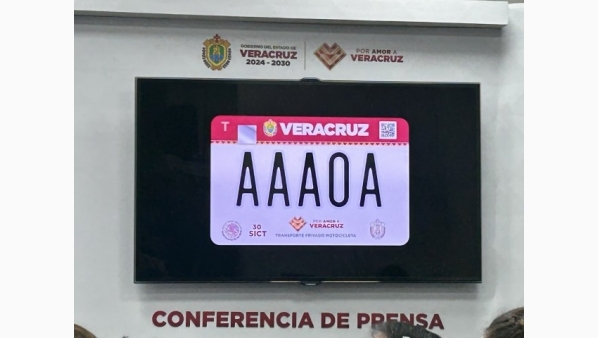 GOBIERNO DEL ESTADO DE
VERACRUZ
2024 - 2030
POR AMOR A
VERACRUZ
T
VERACRUZ
AAA0A
30
SICT
POR AMOR A
VERACRUZ
TRANSPORTE PRIVADO MOTOCICLETA
CONFERENCIA DE PRENSA